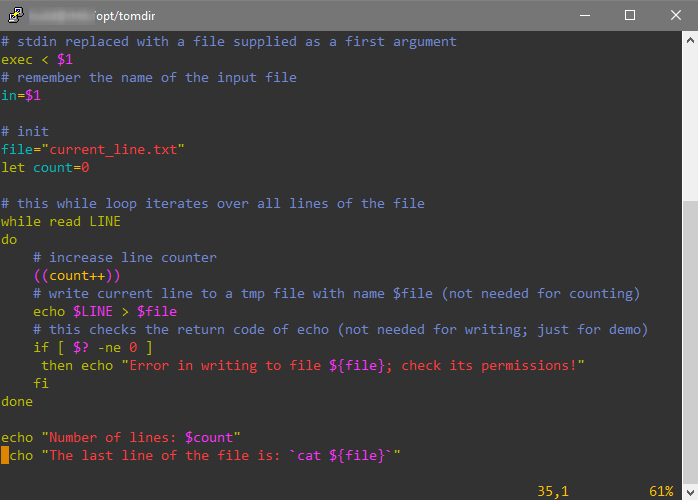 /opt/tomdir
# stdin replaced with a file supplied as a first argument
exec < $1
# remember the name of the input file
in=$1
# init
file="current_line.txt"
let count=0
# this while loop iterates over all lines of the file
while read LINE
do
    # increase line counter
    ((count++))
    # write current line to a tmp file with name $file (not needed for counting)
    echo $LINE > $file
    # this checks the return code of echo (not needed for writing; just for demo)
    if [ $? -ne 0 ]
     then echo "Error in writing to file ${file}; check its permissions!"
    fi
done
echo "Number of lines: $count"
echo "The last line of the file is: `cat ${file}`"
35,1 61%